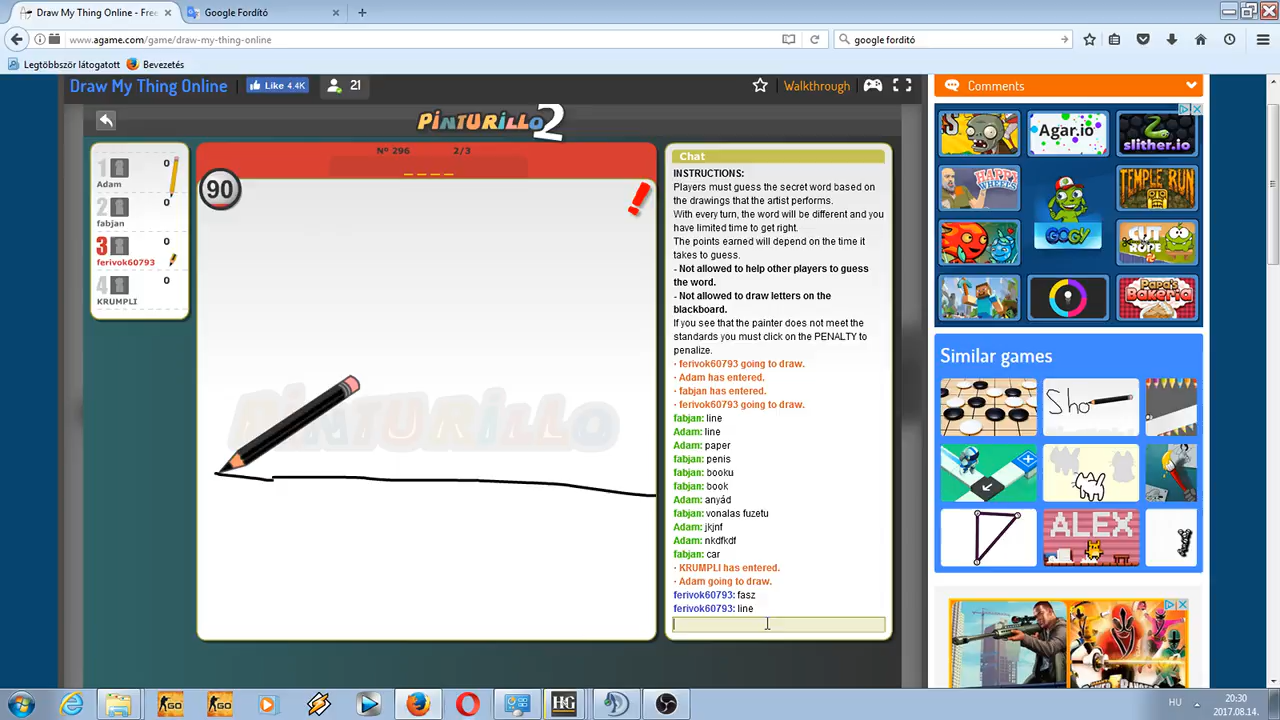 Draw My Thing Online - Free
Google Fordító
www.agame.com/game/draw-my-thing-online
google forditó
Legtöbbször látogatott
Bevezetés
Draw My Thing Online
Like 4.4K
21
Walkthrough
PiNTURiLLO 2
1
Adam
0
2
fabjan
0
3
ferivok60793
0
4
KRUMPLI
0
Nº 296
2/3
90
PiNTURiLLO
Chat
INSTRUCTIONS:
Players must guess the secret word based on
the drawings that the artist performs.
With every turn, the word will be different and you
have limited time to get right.
The points earned will depend on the time it
takes to guess.
- Not allowed to help other players to guess
the word.
- Not allowed to draw letters on the
blackboard.
If you see that the painter does not meet the
standards you must click on the PENALTY to
penalize.
· ferivok60793 going to draw.
· Adam has entered.
· fabjan has entered.
· ferivok60793 going to draw.
fabjan: line
Adam: line
Adam: paper
fabjan: penis
fabjan: booku
fabjan: book
Adam: anyád
fabjan: vonalas fuzetu
Adam: jkjnf
Adam: nkdfkdf
fabjan: car
· KRUMPLI has entered.
· Adam going to draw.
ferivok60793: fasz
ferivok60793: line
Comments
Agar.io
slither.io
HAPPY WHEELS
GOGY
TEMPLE RUN
CUT ROPE
Papa's Bakeria
Similar games
Sho
ALEX
GO
GO
HG
HU
20:30
2017.08.14.